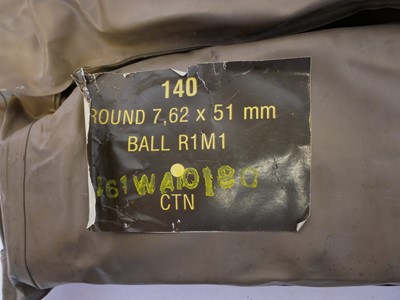 140
ROUND 7,62 x 51 mm
BALL R1M1
CTN